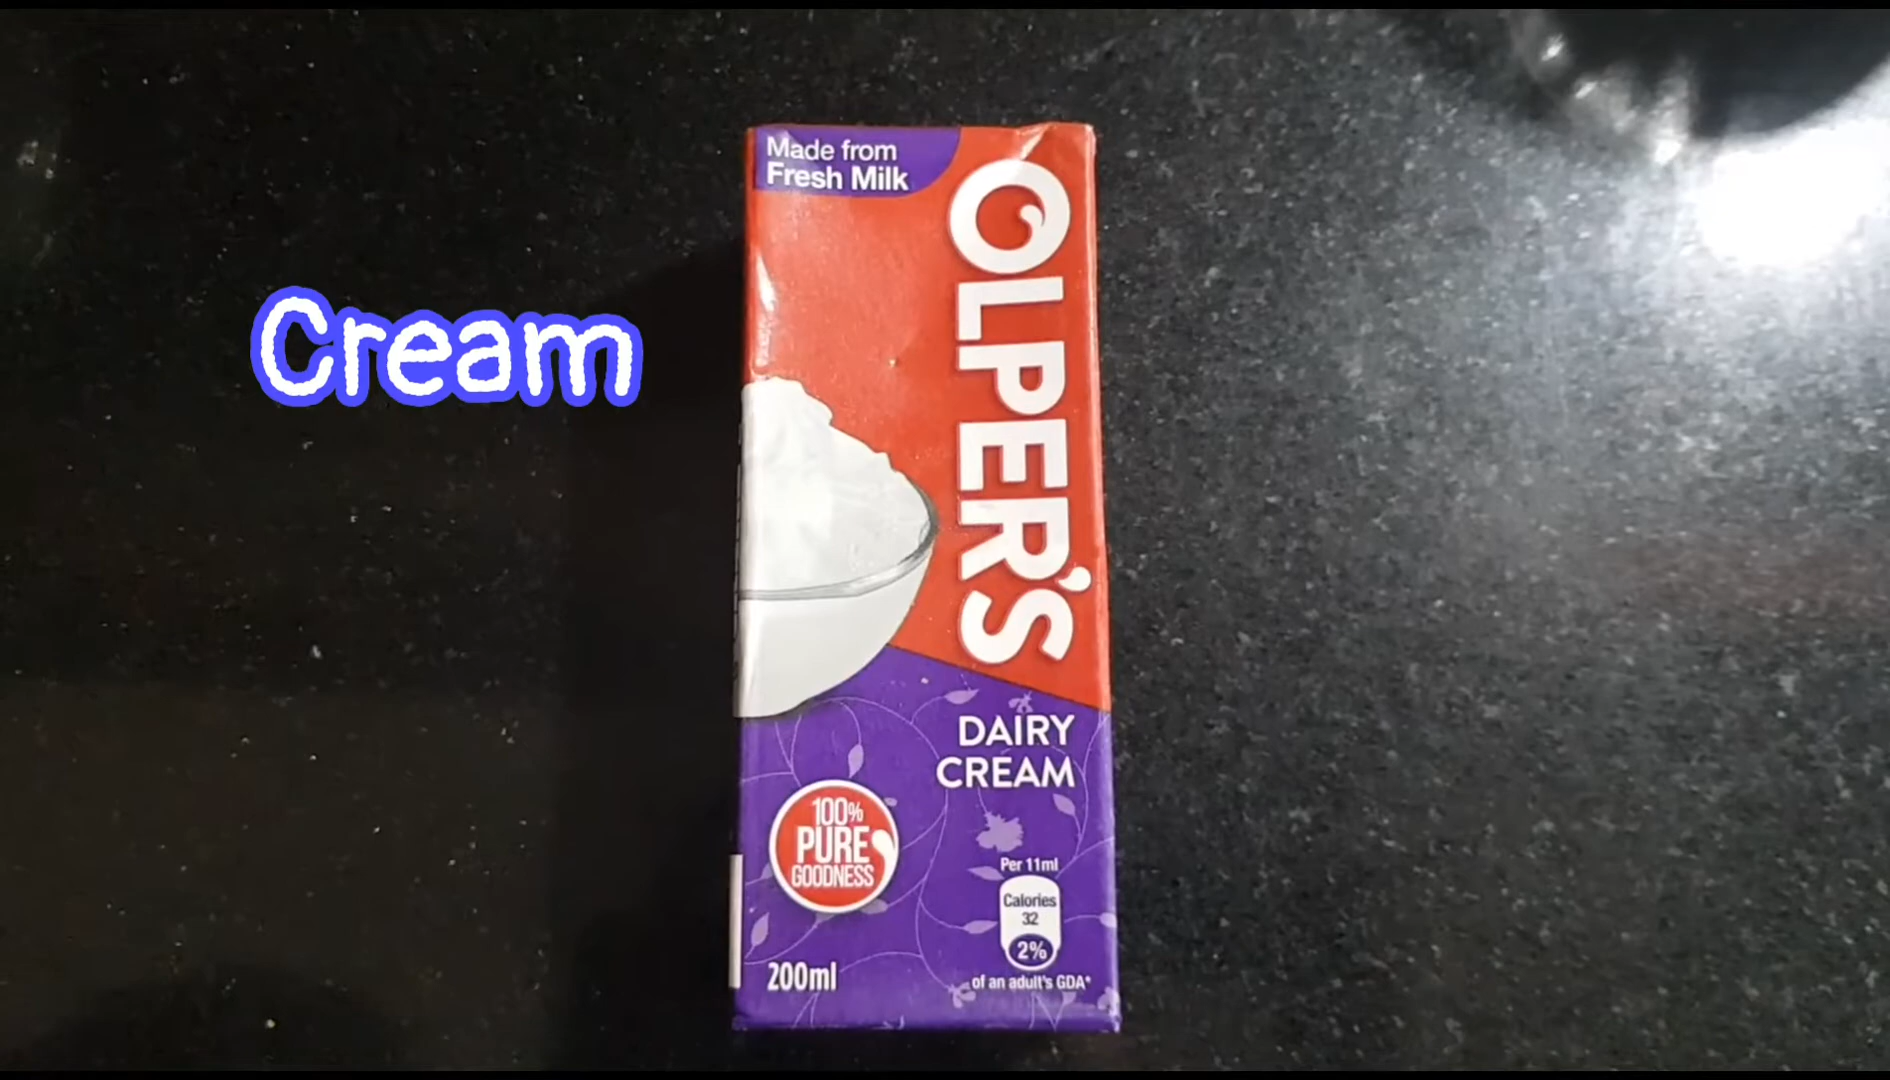 Cream
Made from
Fresh Milk
OLPER'S
DAIRY
CREAM
100%
PURE
GOODNESS
Per 11ml
Calories
32
2%
of an adult's GDA*
200ml